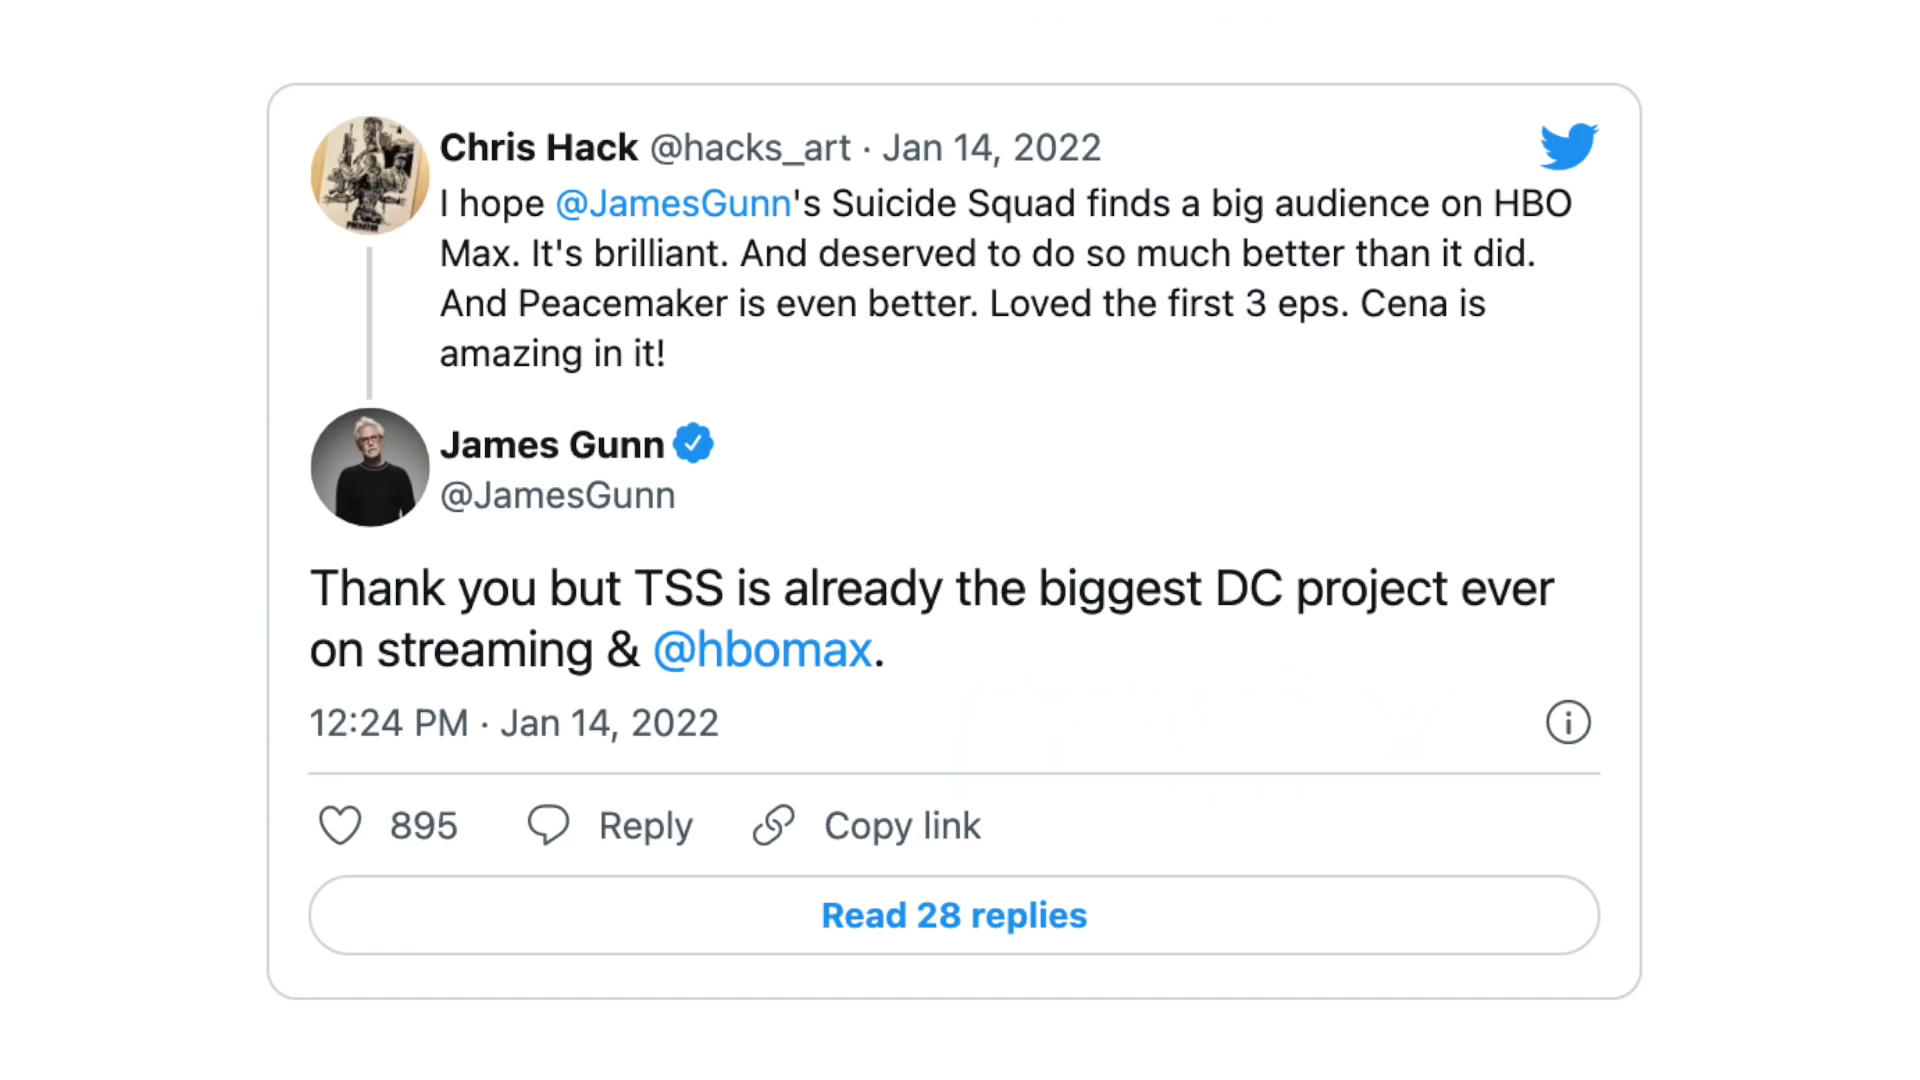 Chris Hack @hacks_art · Jan 14, 2022
I hope @JamesGunn's Suicide Squad finds a big audience on HBO
Max. It's brilliant. And deserved to do so much better than it did.
And Peacemaker is even better. Loved the first 3 eps. Cena is
amazing in it!
James Gunn
@JamesGunn
Thank you but TSS is already the biggest DC project ever
on streaming & @hbomax.
12:24 PM · Jan 14, 2022
895 Reply Copy link
Read 28 replies